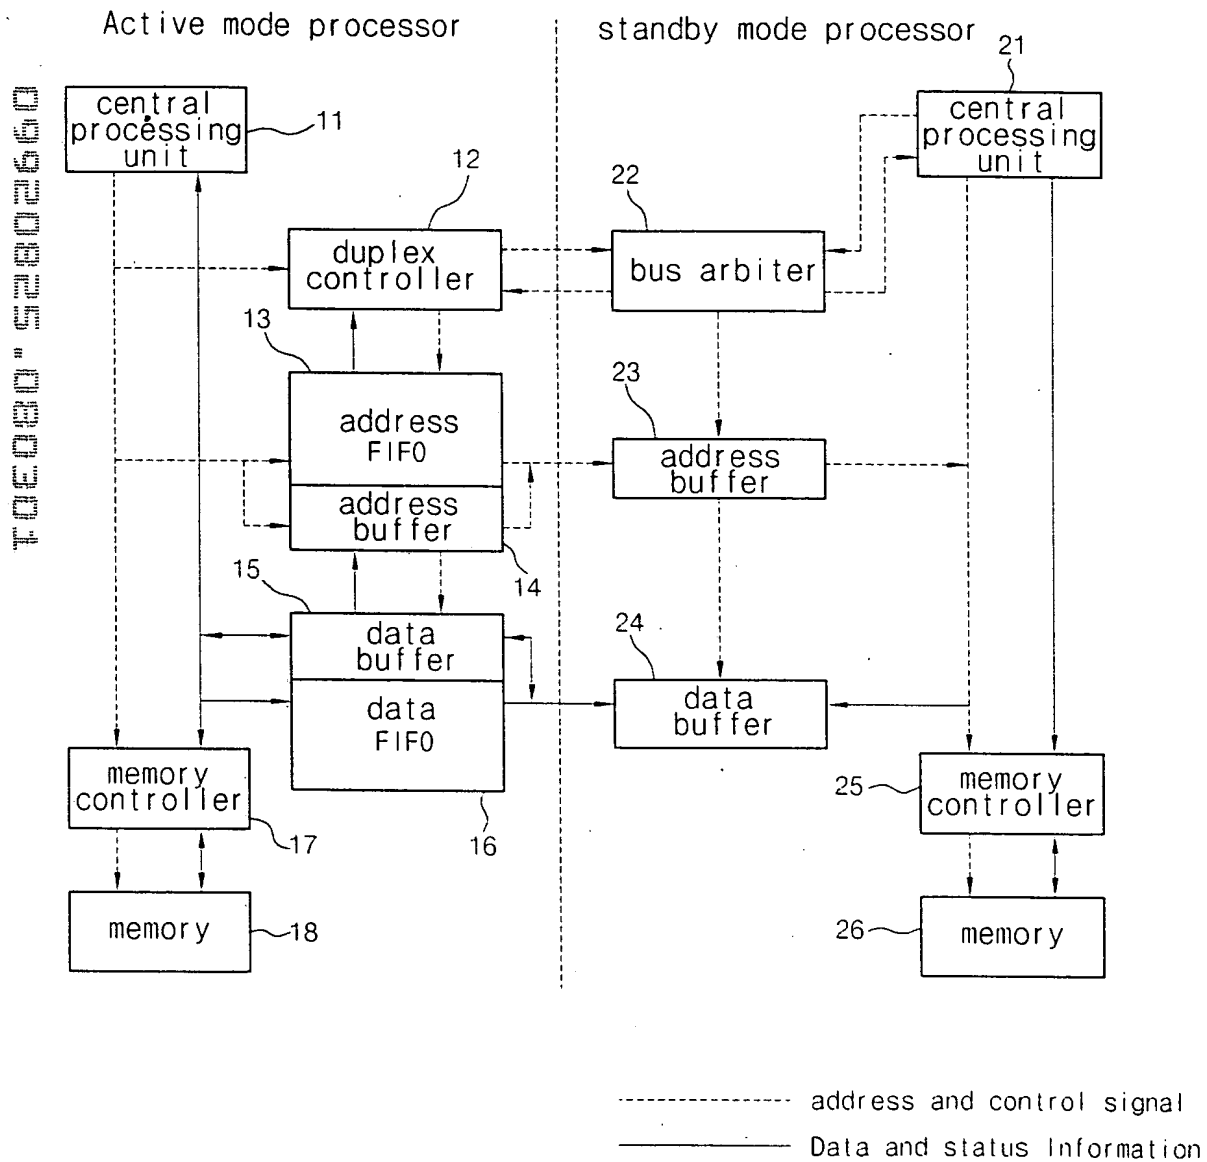 Active mode processor
standby mode processor
09920825.080301
central
processing
unit
11
12
duplex
controller
13
address
FIFO
address
buffer
14
15
data
buffer
data
FIFO
16
memory
controller
17
memory
18
21
central
processing
unit
22
bus arbiter
23
address
buffer
24
data
buffer
25
memory
controller
26
memory
address and control signal
Data and status Information